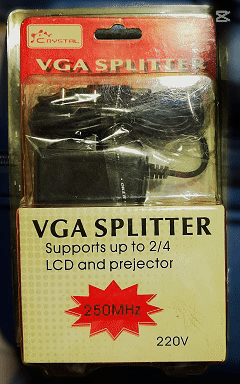 CRYSTAL
VGA SPLITTER
VGA SPLITTER
Supports up to 2/4
LCD and prejector
250MHz
220V